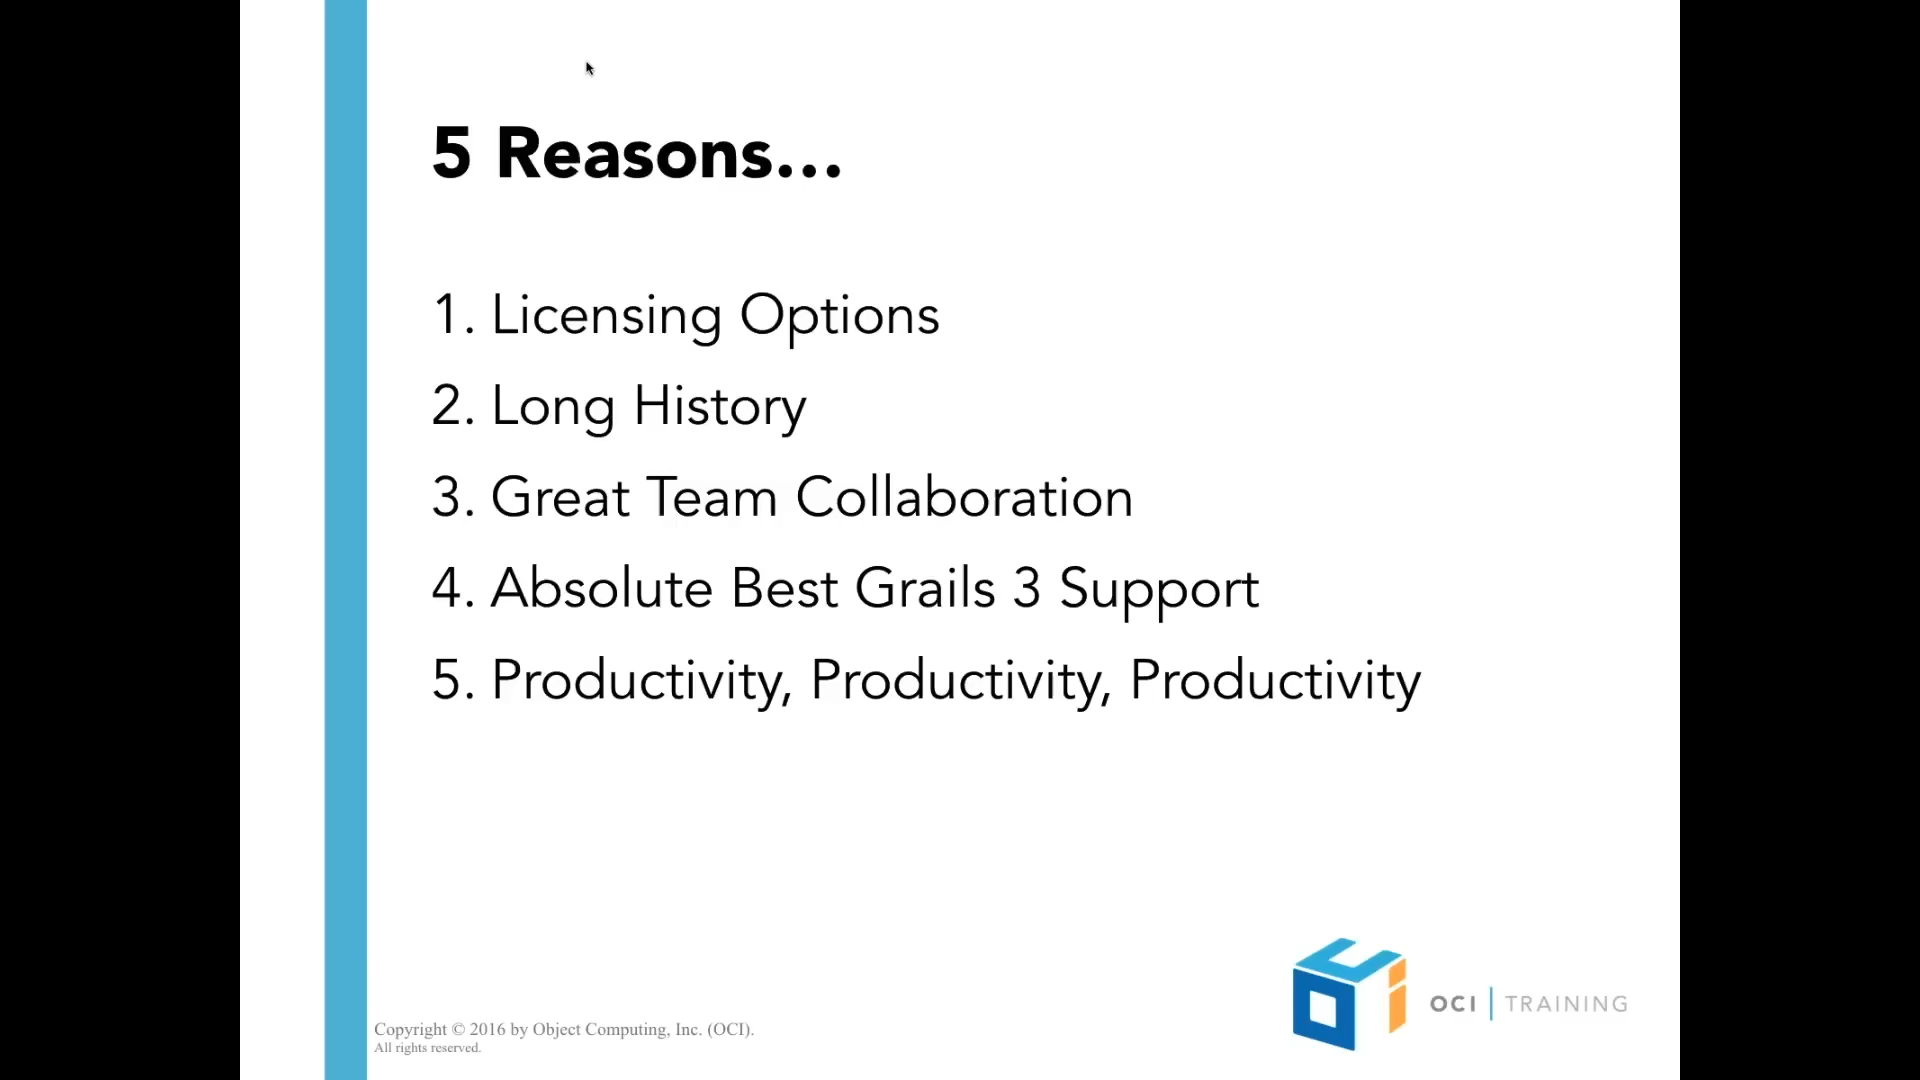 5 Reasons...
1. Licensing Options
2. Long History
3. Great Team Collaboration
4. Absolute Best Grails 3 Support
5. Productivity, Productivity, Productivity
OCI | TRAINING
Copyright © 2016 by Object Computing, Inc. (OCI).
All rights reserved.